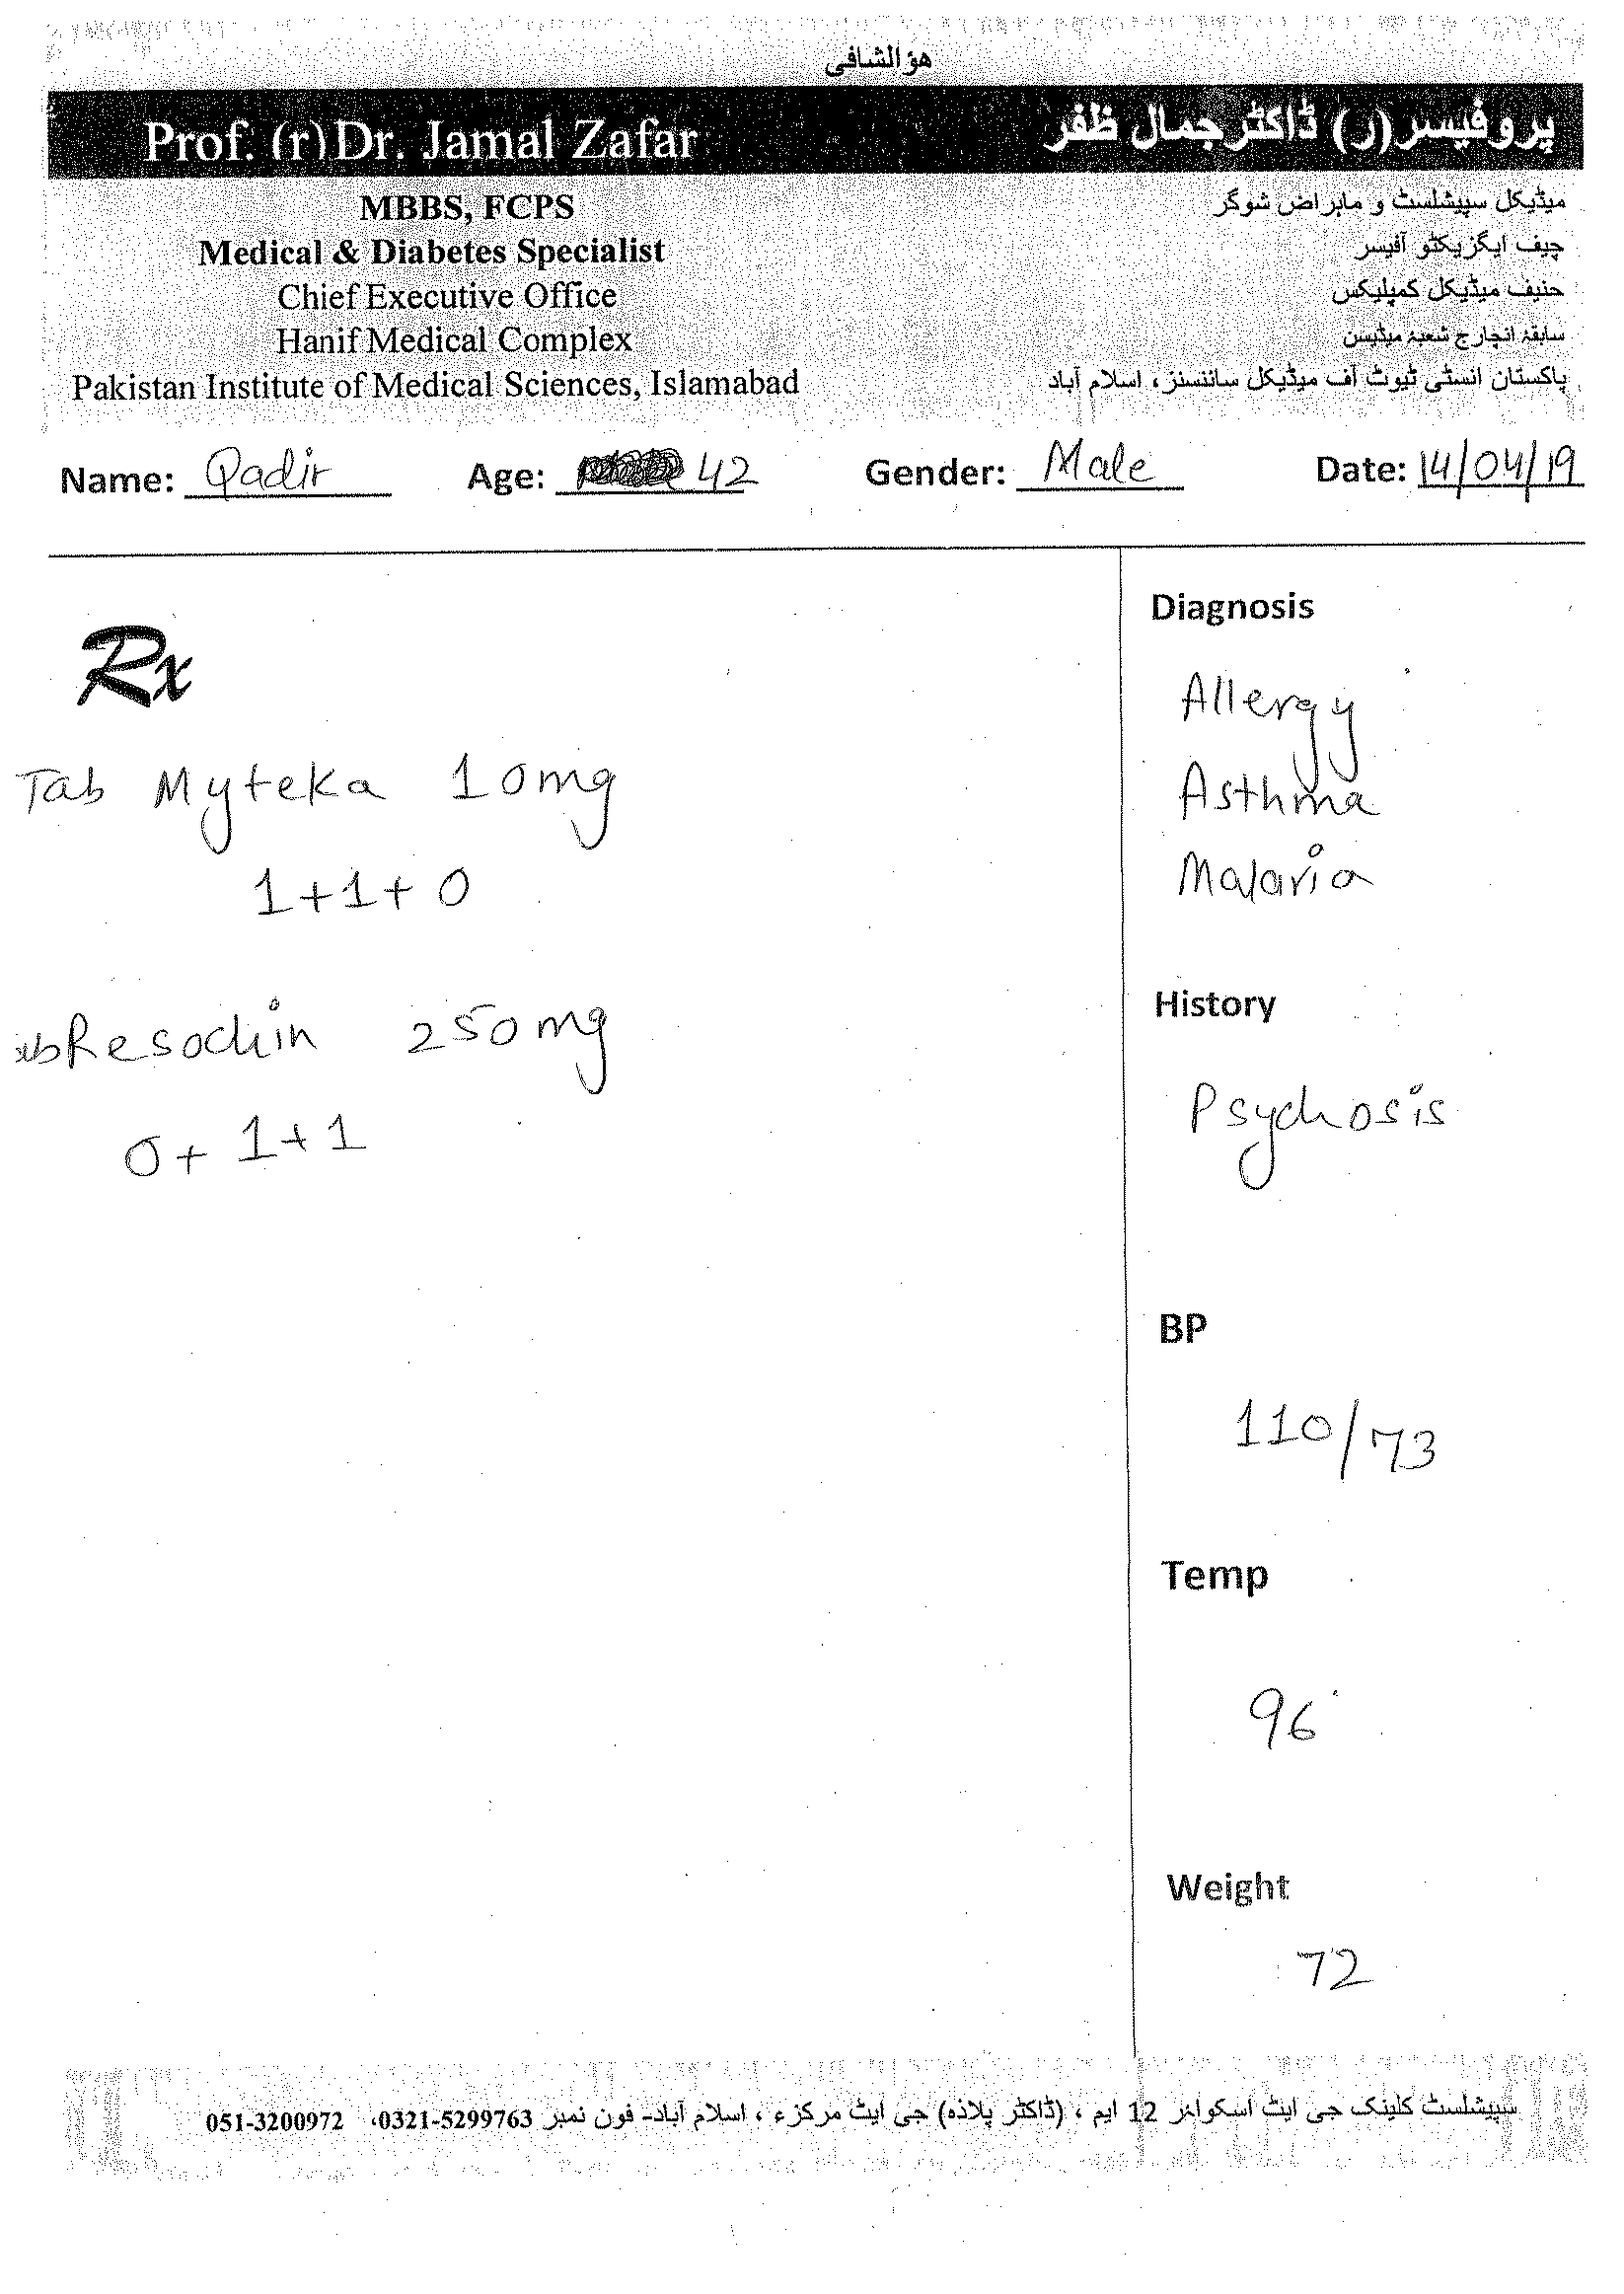 هو الشافی
Prof. (r) Dr. Jamal Zafar
پروفیسر (ر) ڈاکٹر جمال ظفر
MBBS, FCPS
میڈیکل سپیشلسٹ و ماہراض شوگر
Medical & Diabetes Specialist
چیف ایگزیکٹو آفیسر
Chief Executive Office
حنیف میڈیکل کمپلیکس
Hanif Medical Complex
سابقہ انچارج شعبۂ میڈیسن
Pakistan Institute of Medical Sciences, Islamabad
پاکستان انسٹی ٹیوٹ آف میڈیکل سائنسنز، اسلام آباد
Name: Qadir Age: 42 Gender: Male Date: 14/04/19
Rx
Tab Myteka 10mg
1+1+0
Resochin 250mg
0+1+1
Diagnosis
Allergy
Asthma
Malaria
History
Psychosis
BP
110/73
Temp
96
Weight
72
سپیشلسٹ کلینک جی ایٹ اسکوائر 12 ایم ، (ڈاکٹر پلاذہ) جی ایٹ مرکزء ، اسلام آباد۔ فون نمبر 0321-5299763، 051-3200972